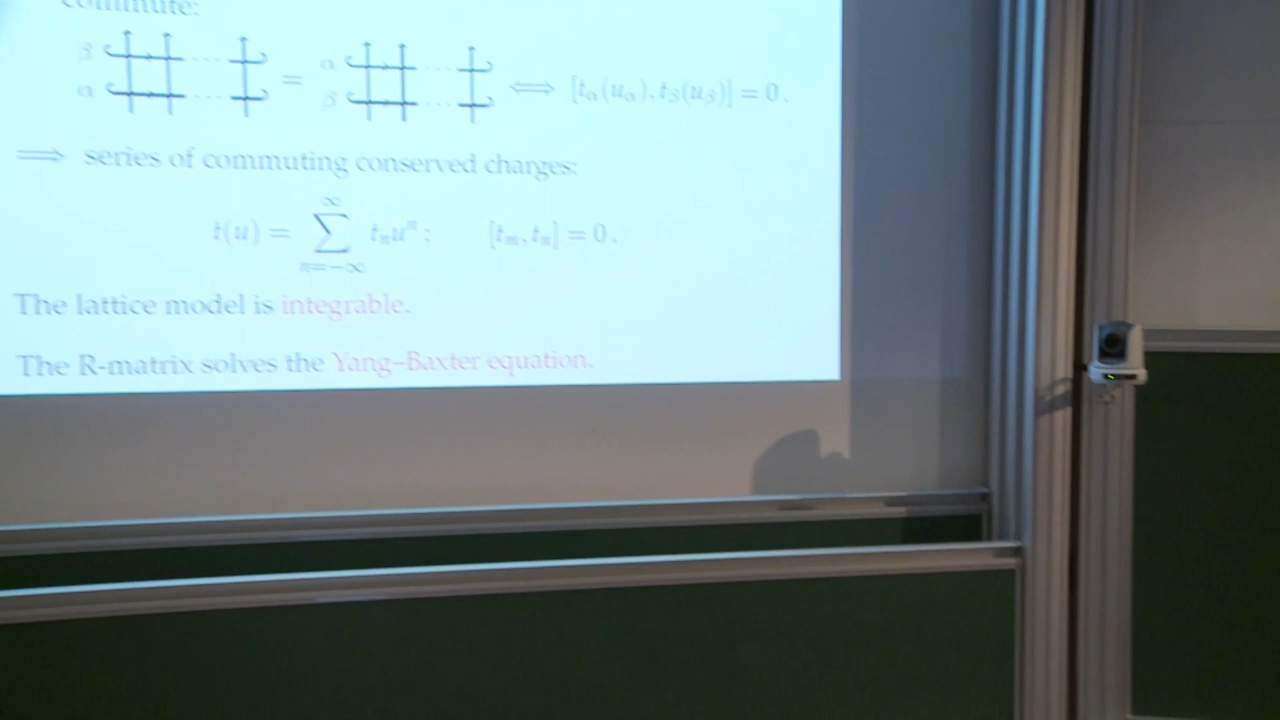 commute:
β = α ⟺ [t_α(u_α), t_β(u_β)] = 0.
α β
⟹ series of commuting conserved charges:
t(u) = ∑_{n=−∞}^{∞} t_n u^n ; [t_m, t_n] = 0.
The lattice model is integrable.
The R-matrix solves the Yang–Baxter equation.